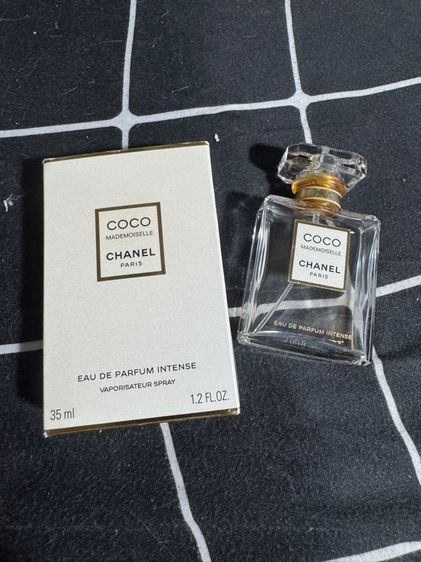 COCO
MADEMOISELLE
CHANEL
PARIS
EAU DE PARFUM INTENSE
VAPORISATEUR SPRAY
35 ml
1.2 FL.OZ.
COCO
MADEMOISELLE
CHANEL
PARIS
EAU DE PARFUM INTENSE